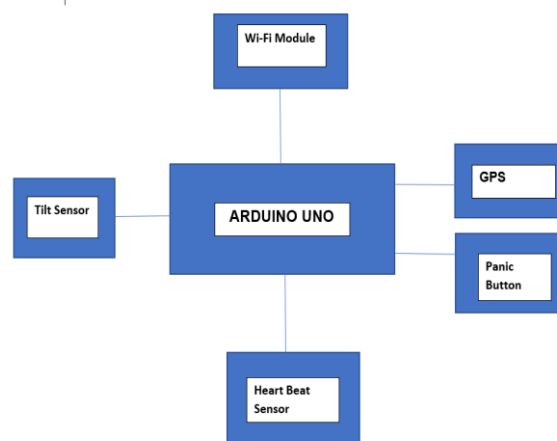 Wi-Fi Module
GPS
Tilt Sensor
ARDUINO UNO
Panic
Button
Heart Beat
Sensor